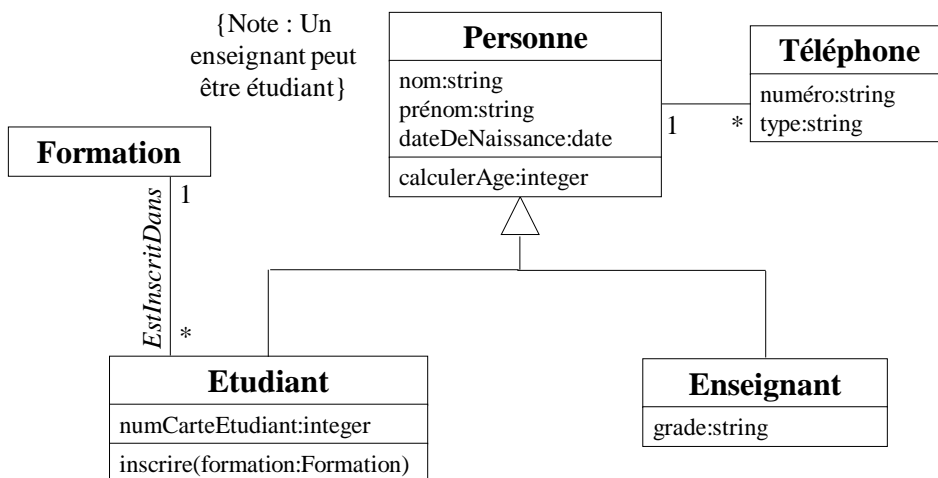 {Note : Un
enseignant peut
être étudiant}
Personne
nom:string
prénom:string
dateDeNaissance:date
calculerAge:integer
1
*
Téléphone
numéro:string
type:string
Formation
1
EstInscritDans
*
Etudiant
numCarteEtudiant:integer
inscrire(formation:Formation)
Enseignant
grade:string